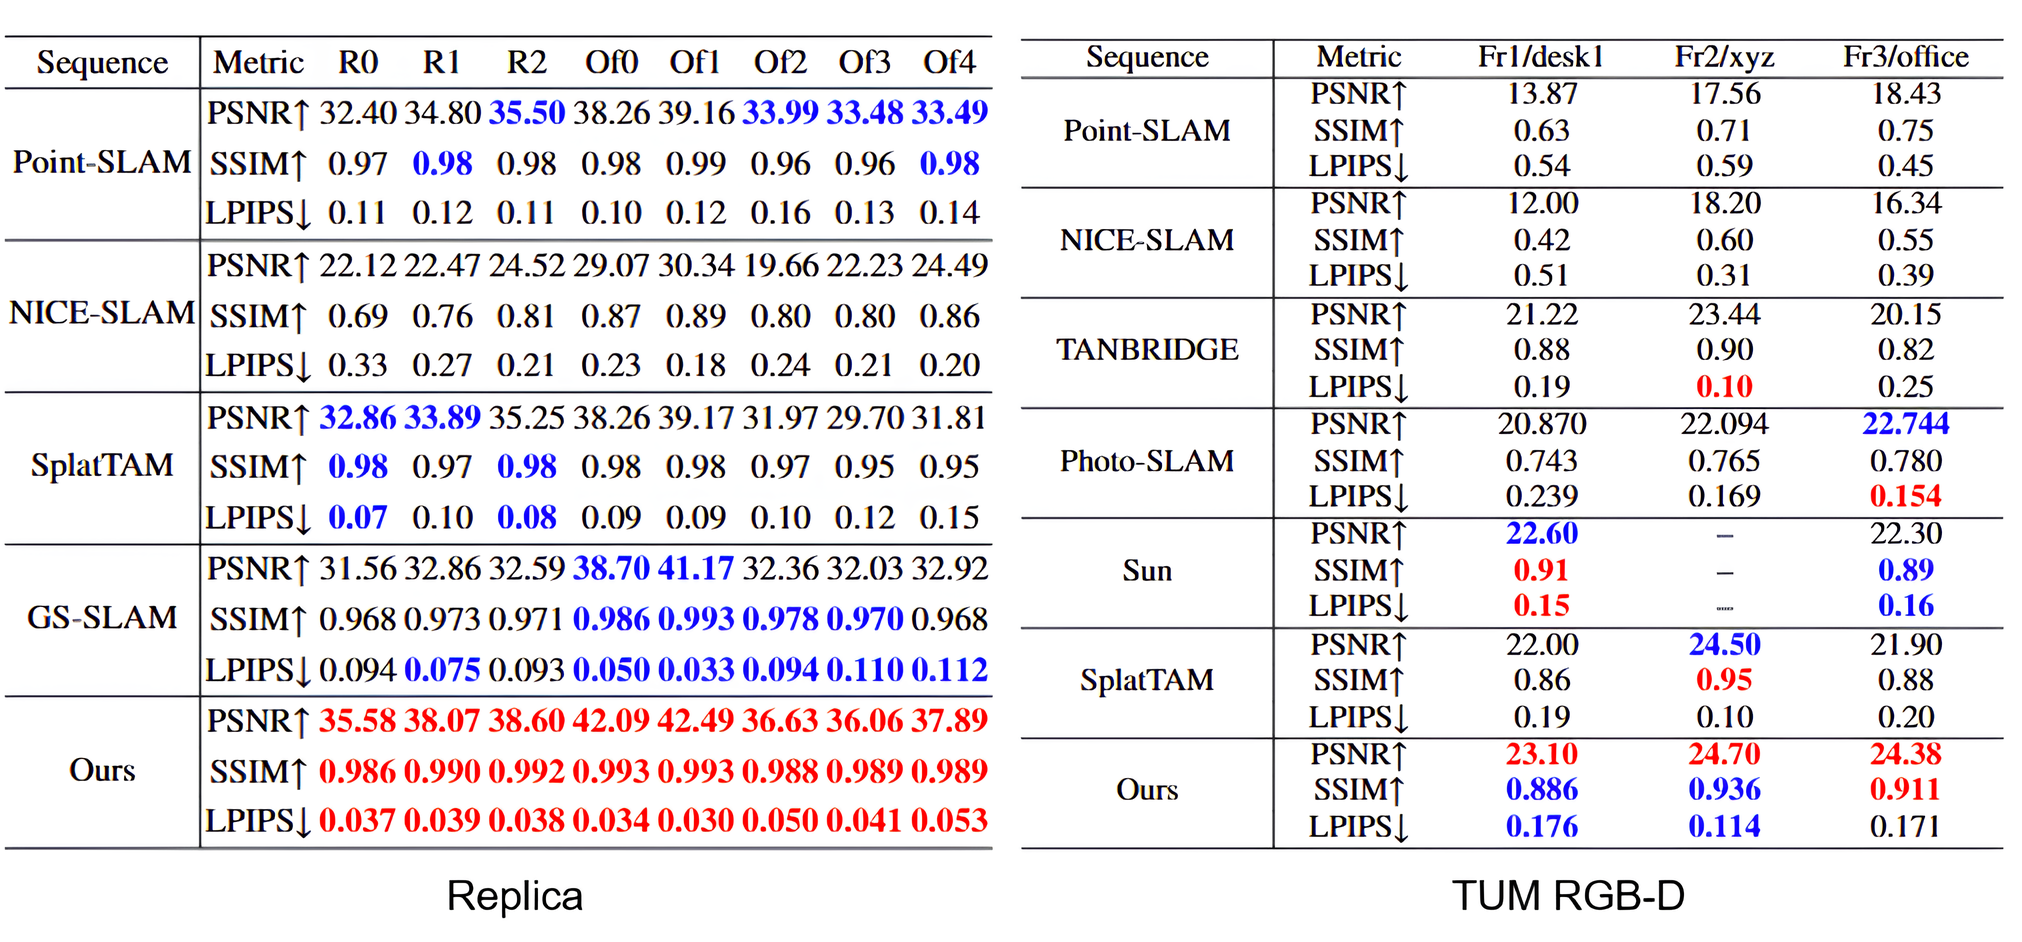 Sequence Metric R0 R1 R2 Of0 Of1 Of2 Of3 Of4
Point-SLAM
PSNR↑ 32.40 34.80 35.50 38.26 39.16 33.99 33.48 33.49
SSIM↑ 0.97 0.98 0.98 0.98 0.99 0.96 0.96 0.98
LPIPS↓ 0.11 0.12 0.11 0.10 0.12 0.16 0.13 0.14
NICE-SLAM
PSNR↑ 22.12 22.47 24.52 29.07 30.34 19.66 22.23 24.49
SSIM↑ 0.69 0.76 0.81 0.87 0.89 0.80 0.80 0.86
LPIPS↓ 0.33 0.27 0.21 0.23 0.18 0.24 0.21 0.20
SplatTAM
PSNR↑ 32.86 33.89 35.25 38.26 39.17 31.97 29.70 31.81
SSIM↑ 0.98 0.97 0.98 0.98 0.98 0.97 0.95 0.95
LPIPS↓ 0.07 0.10 0.08 0.09 0.09 0.10 0.12 0.15
GS-SLAM
PSNR↑ 31.56 32.86 32.59 38.70 41.17 32.36 32.03 32.92
SSIM↑ 0.968 0.973 0.971 0.986 0.993 0.978 0.970 0.968
LPIPS↓ 0.094 0.075 0.093 0.050 0.033 0.094 0.110 0.112
Ours
PSNR↑ 35.58 38.07 38.60 42.09 42.49 36.63 36.06 37.89
SSIM↑ 0.986 0.990 0.992 0.993 0.993 0.988 0.989 0.989
LPIPS↓ 0.037 0.039 0.038 0.034 0.030 0.050 0.041 0.053
Replica
Sequence Metric Fr1/desk1 Fr2/xyz Fr3/office
Point-SLAM
PSNR↑ 13.87 17.56 18.43
SSIM↑ 0.63 0.71 0.75
LPIPS↓ 0.54 0.59 0.45
NICE-SLAM
PSNR↑ 12.00 18.20 16.34
SSIM↑ 0.42 0.60 0.55
LPIPS↓ 0.51 0.31 0.39
TANBRIDGE
PSNR↑ 21.22 23.44 20.15
SSIM↑ 0.88 0.90 0.82
LPIPS↓ 0.19 0.10 0.25
Photo-SLAM
PSNR↑ 20.870 22.094 22.744
SSIM↑ 0.743 0.765 0.780
LPIPS↓ 0.239 0.169 0.154
Sun
PSNR↑ 22.60 – 22.30
SSIM↑ 0.91 – 0.89
LPIPS↓ 0.15 – 0.16
SplatTAM
PSNR↑ 22.00 24.50 21.90
SSIM↑ 0.86 0.95 0.88
LPIPS↓ 0.19 0.10 0.20
Ours
PSNR↑ 23.10 24.70 24.38
SSIM↑ 0.886 0.936 0.911
LPIPS↓ 0.176 0.114 0.171
TUM RGB-D